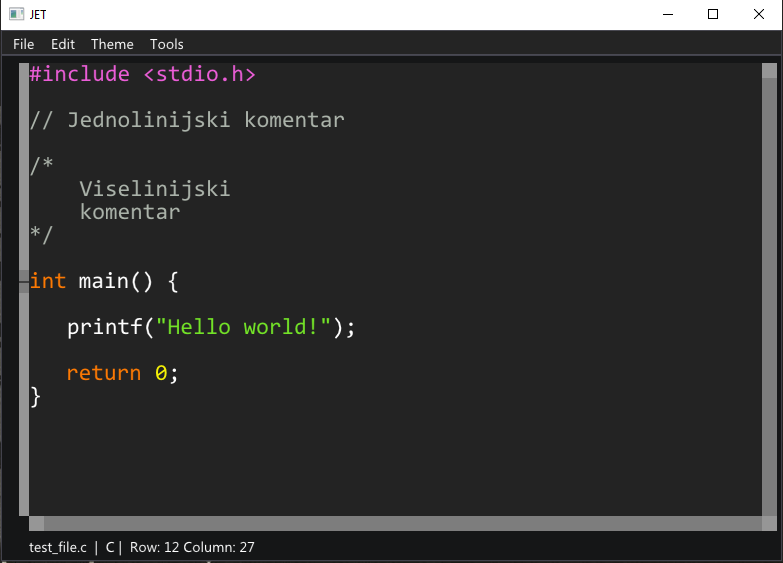 JET
File Edit Theme Tools
#include <stdio.h>
// Jednolinijski komentar
/*
    Viselinijski
    komentar
*/
int main() {
   printf("Hello world!");
   return 0;
}
test_file.c | C | Row: 12 Column: 27